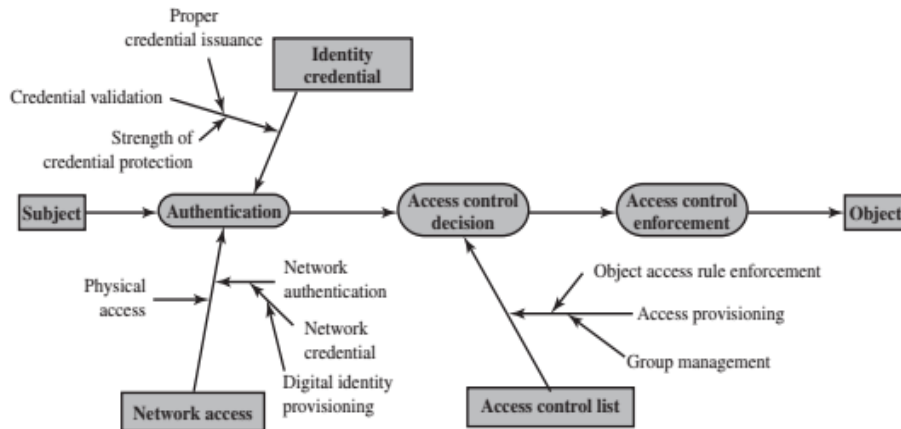 Proper
credential issuance
Identity
credential
Credential validation
Strength of
credential protection
Subject
Authentication
Access control
decision
Access control
enforcement
Object
Physical
access
Network
authentication
Network
credential
Digital identity
provisioning
Network access
Object access rule enforcement
Access provisioning
Group management
Access control list